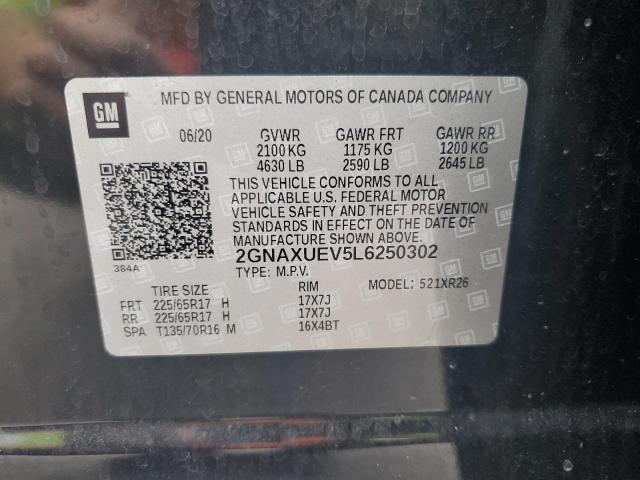 GM
MFD BY GENERAL MOTORS OF CANADA COMPANY
06/20 GVWR GAWR FRT GAWR RR
2100 KG 1175 KG 1200 KG
4630 LB 2590 LB 2645 LB
THIS VEHICLE CONFORMS TO ALL
APPLICABLE U.S. FEDERAL MOTOR
VEHICLE SAFETY AND THEFT PREVENTION
STANDARDS IN EFFECT ON THE DATE OF
MANUFACTURE SHOWN ABOVE.
384A 2GNAXUEV5L6250302
TYPE: M.P.V. MODEL: 521XR26
TIRE SIZE RIM
FRT 225/65R17 H 17X7J
RR 225/65R17 H 17X7J
SPA T135/70R16 M 16X4BT